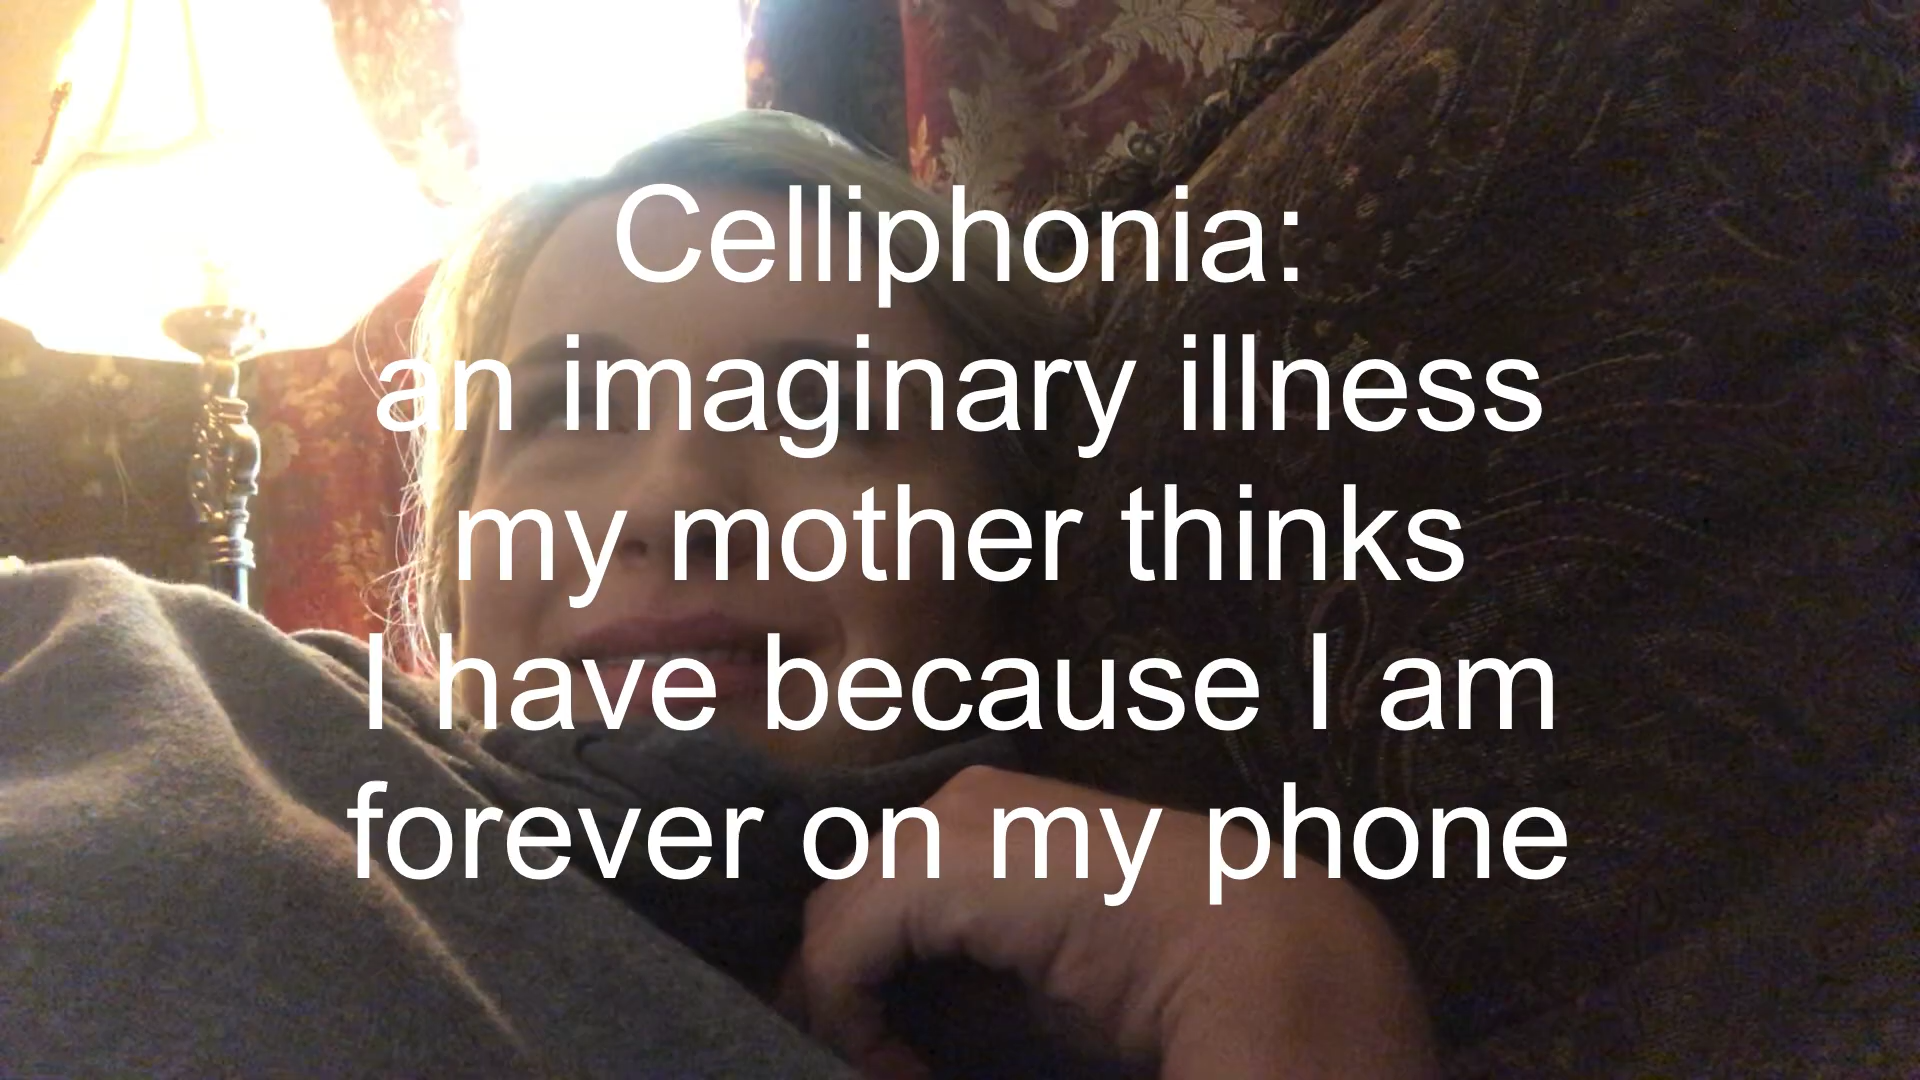 Celliphonia:
an imaginary illness
my mother thinks
I have because I am
forever on my phone